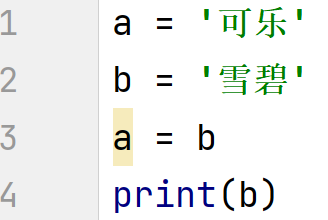 1 a = '可乐'
2 b = '雪碧'
3 a = b
4 print(b)